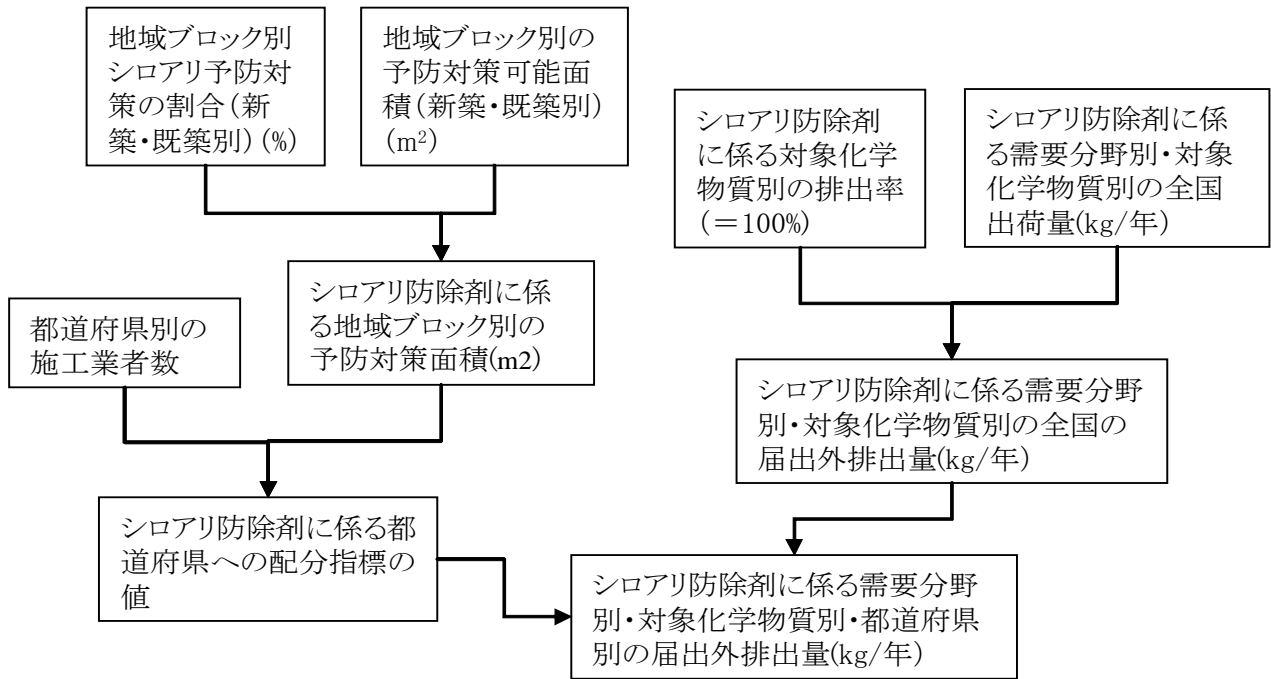 地域ブロック別
シロアリ予防対
策の割合（新
築・既築別）(%)
地域ブロック別の
予防対策可能面
積（新築・既築別）
(m²)
シロアリ防除剤
に係る対象化学
物質別の排出率
（＝100%）
シロアリ防除剤に係
る需要分野別・対象
化学物質別の全国
出荷量(kg/年）
都道府県別の
施工業者数
シロアリ防除剤に係
る地域ブロック別の
予防対策面積(m2)
シロアリ防除剤に係る需要分野
別・対象化学物質別の全国の
届出外排出量(kg/年）
シロアリ防除剤に係る都
道府県への配分指標の
値
シロアリ防除剤に係る需要分野
別・対象化学物質別・都道府県
別の届出外排出量(kg/年）